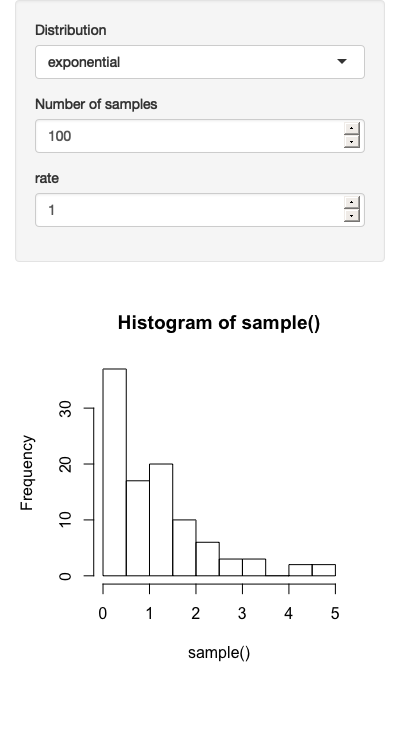 Distribution
exponential
Number of samples
100
rate
1
Histogram of sample()
Frequency
30
20
10
0
0 1 2 3 4 5
sample()